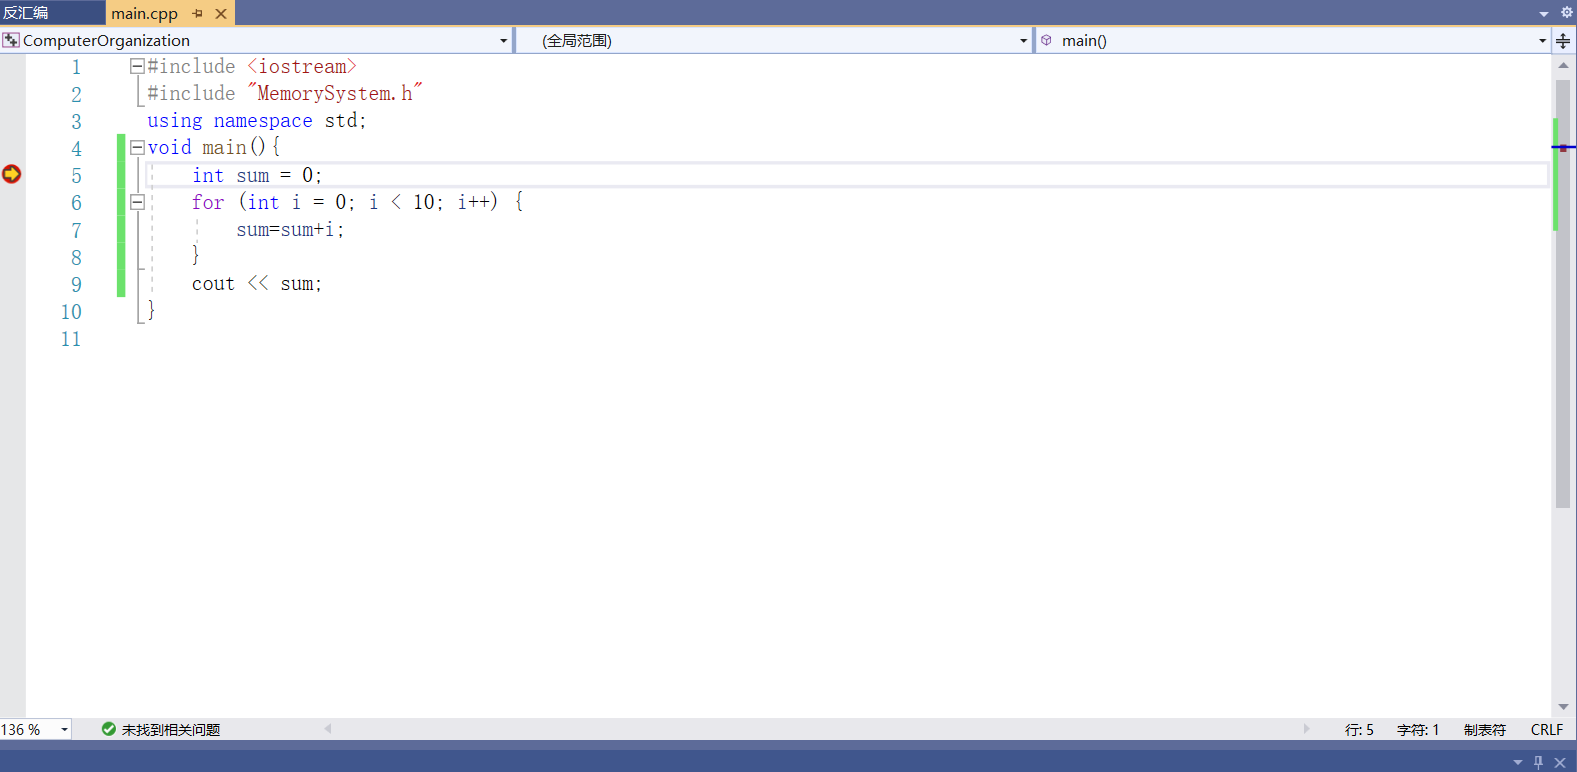 反汇编 main.cpp
ComputerOrganization (全局范围) main()
1 #include <iostream>
2 #include "MemorySystem.h"
3 using namespace std;
4 void main(){
5 int sum = 0;
6 for (int i = 0; i < 10; i++) {
7 sum=sum+i;
8 }
9 cout << sum;
10 }
11
136 % 未找到相关问题 行: 5 字符: 1 制表符 CRLF